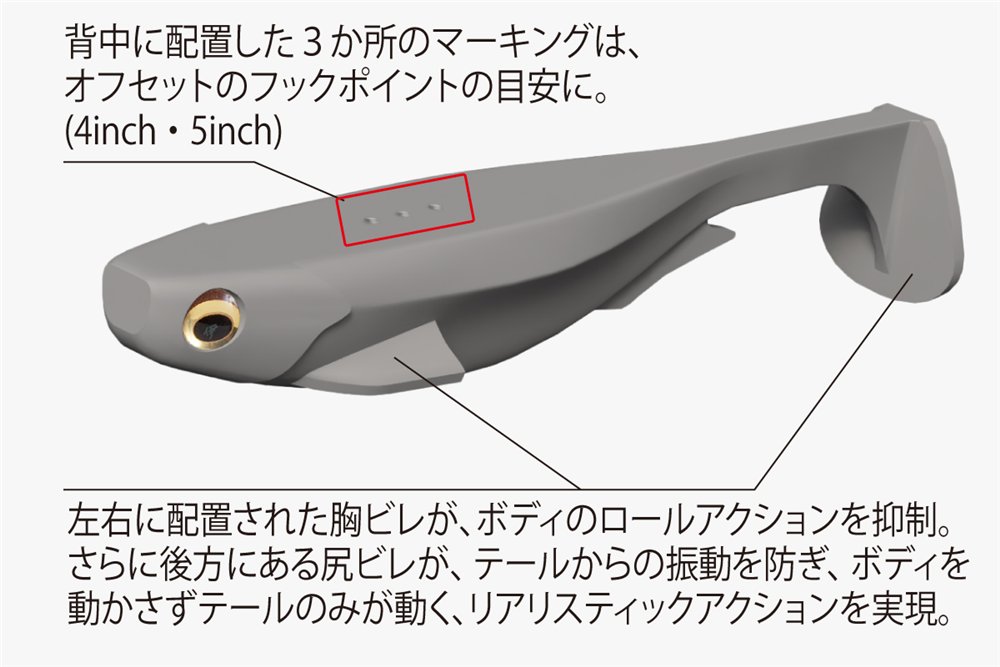 背中に配置した3か所のマーキングは、
オフセットのフックポイントの目安に。
(4inch・5inch)
左右に配置された胸ビレが、ボディのロールアクションを抑制。
さらに後方にある尻ビレが、テールからの振動を防ぎ、ボディを
動かさずテールのみが動く、リアリスティックアクションを実現。